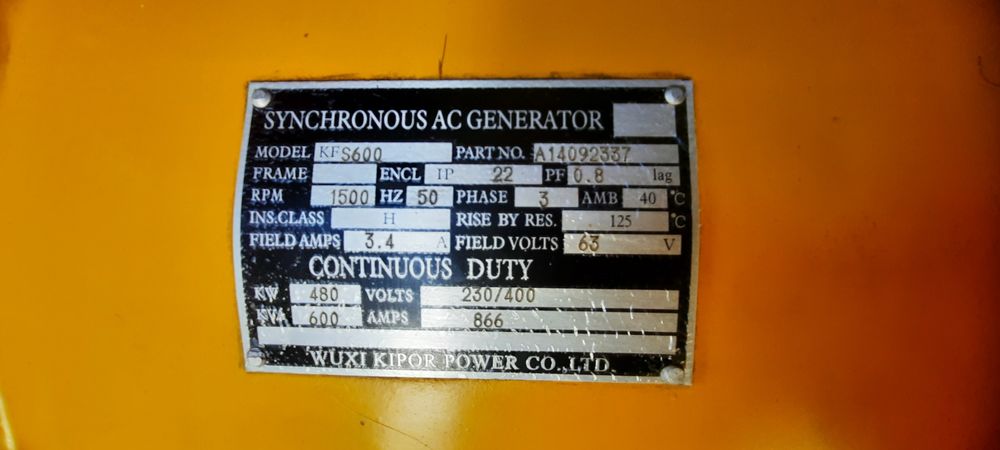 SYNCHRONOUS AC GENERATOR
MODEL KFS600 PART NO. A14092337
FRAME ENCL IP 22 PF 0.8 lag
RPM 1500 HZ 50 PHASE 3 AMB 40 °C
INS.CLASS H RISE BY RES. 125 °C
FIELD AMPS 3.4 A FIELD VOLTS 63 V
CONTINUOUS DUTY
KW 480 VOLTS 230/400
KVA 600 AMPS 866
WUXI KIPOR POWER CO.,LTD.